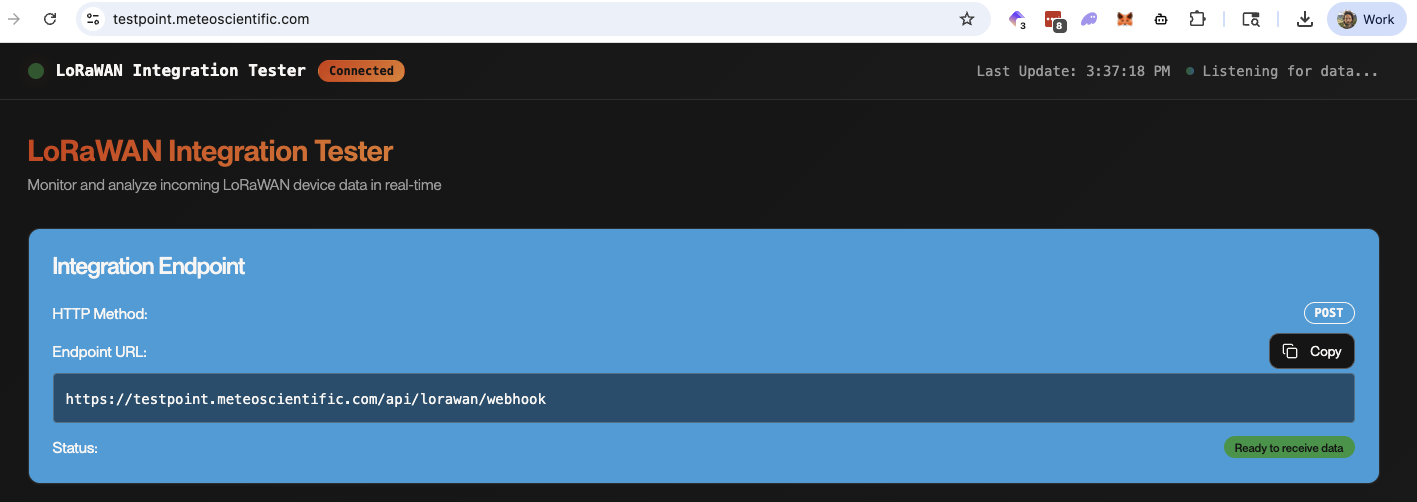 testpoint.meteoscientific.com
3
8
Work
LoRaWAN Integration Tester
Connected
Last Update: 3:37:18 PM
Listening for data...
LoRaWAN Integration Tester
Monitor and analyze incoming LoRaWAN device data in real-time
Integration Endpoint
HTTP Method:
POST
Endpoint URL:
Copy
https://testpoint.meteoscientific.com/api/lorawan/webhook
Status:
Ready to receive data